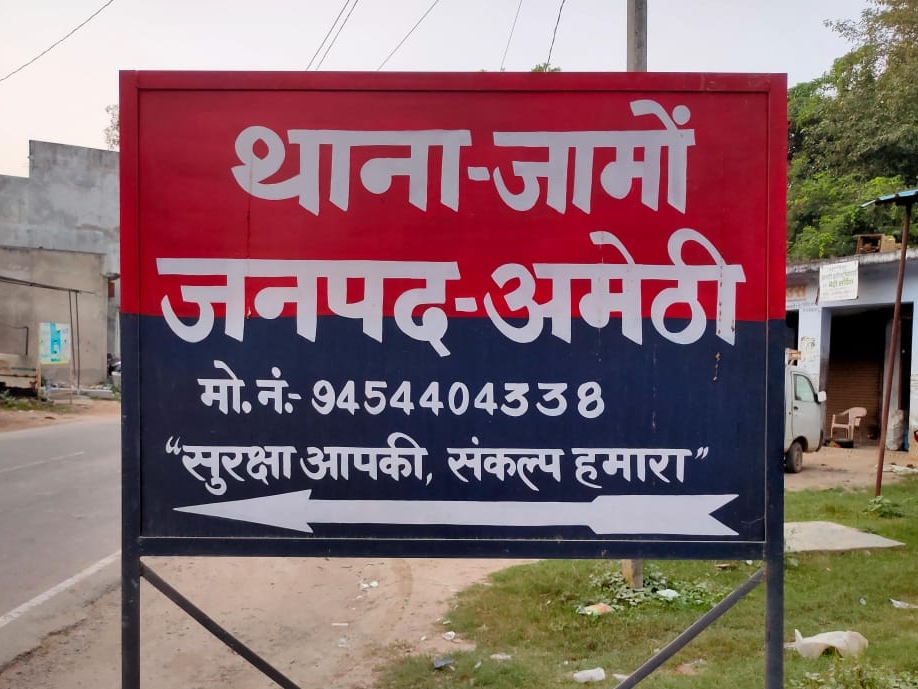 थाना-जामों
जनपद-अमेठी
मो.नं.- 9454404338
“सुरक्षा आपकी, संकल्प हमारा”